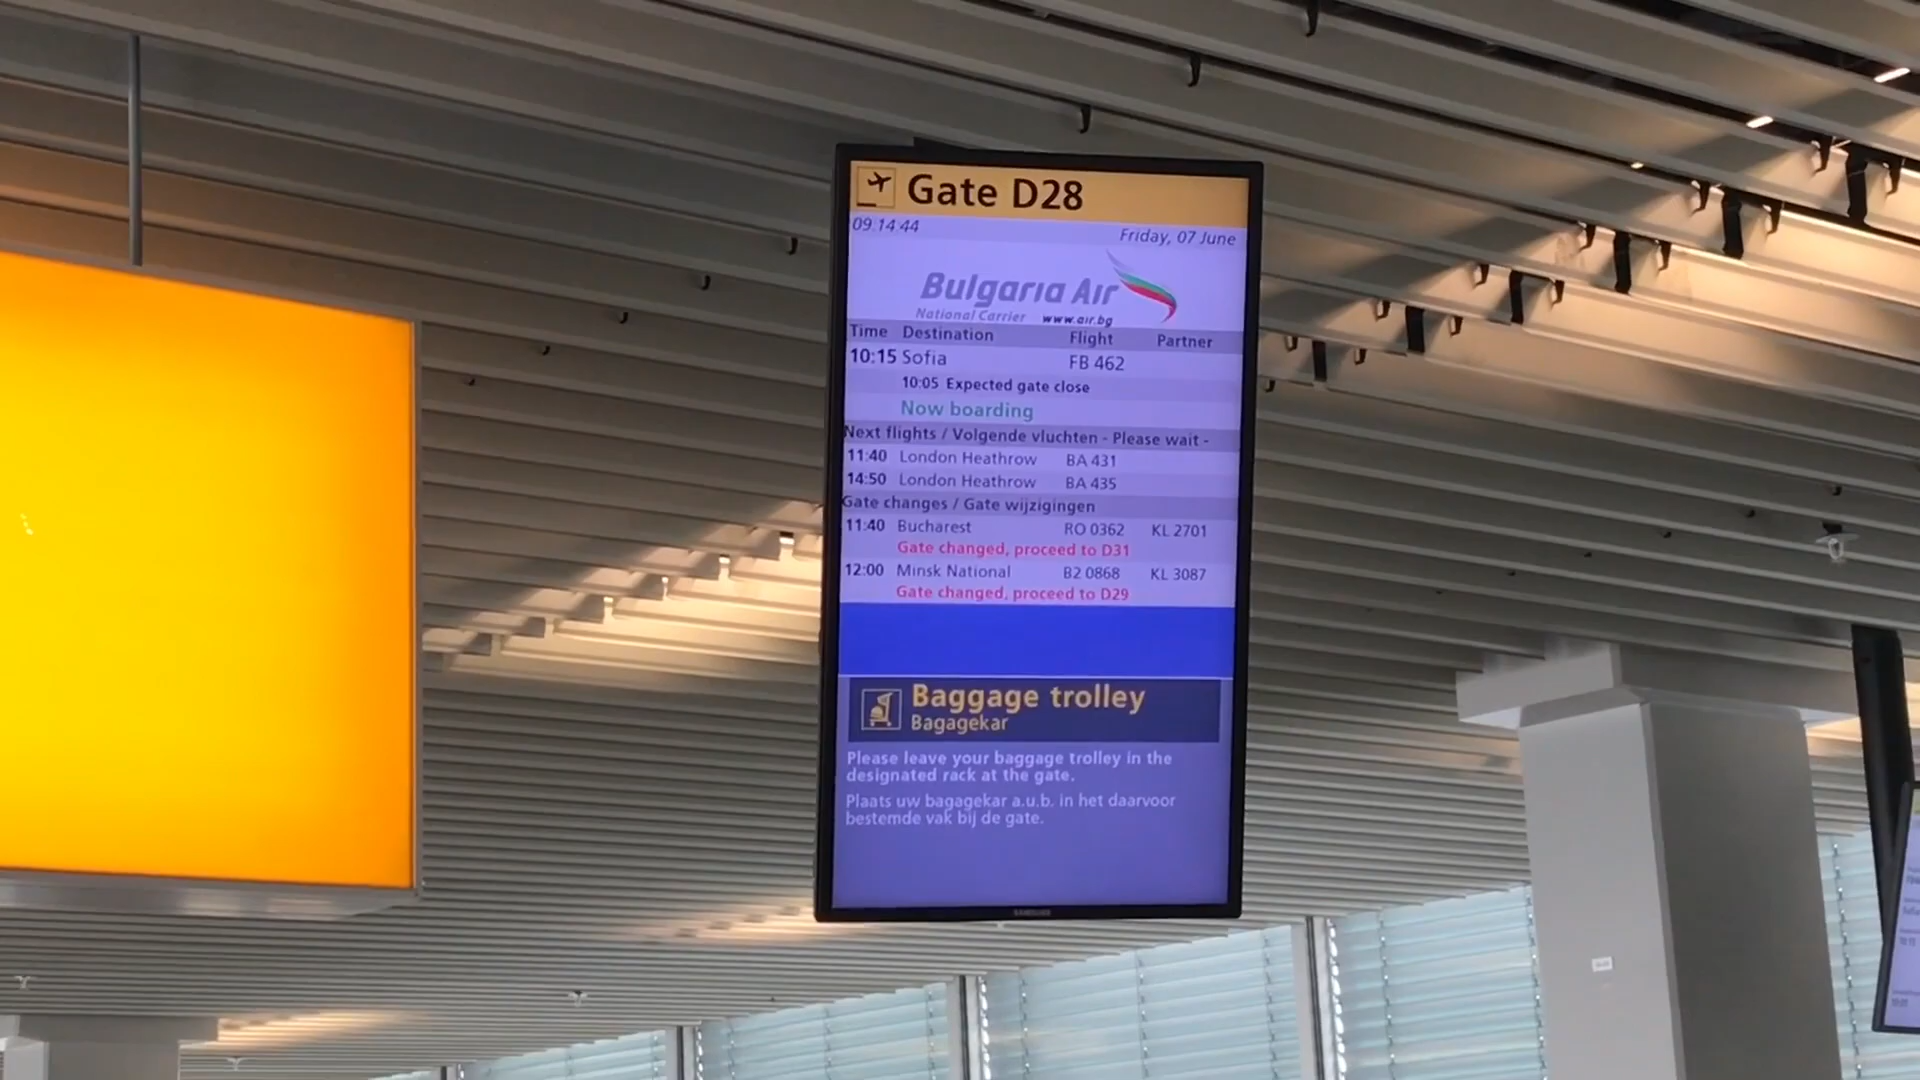 Gate D28
09:14:44
Friday, 07 June
Bulgaria Air
National Carrier www.air.bg
Time Destination Flight Partner
10:15 Sofia FB 462
10:05 Expected gate close
Now boarding
Next flights / Volgende vluchten - Please wait -
11:40 London Heathrow BA 431
14:50 London Heathrow BA 435
Gate changes / Gate wijzigingen
11:40 Bucharest RO 0362 KL 2701
Gate changed, proceed to D31
12:00 Minsk National B2 0868 KL 3087
Gate changed, proceed to D29
Baggage trolley
Bagagekar
Please leave your baggage trolley in the
designated rack at the gate.
Plaats uw bagagekar a.u.b. in het daarvoor
bestemde vak bij de gate.
SAMSUNG